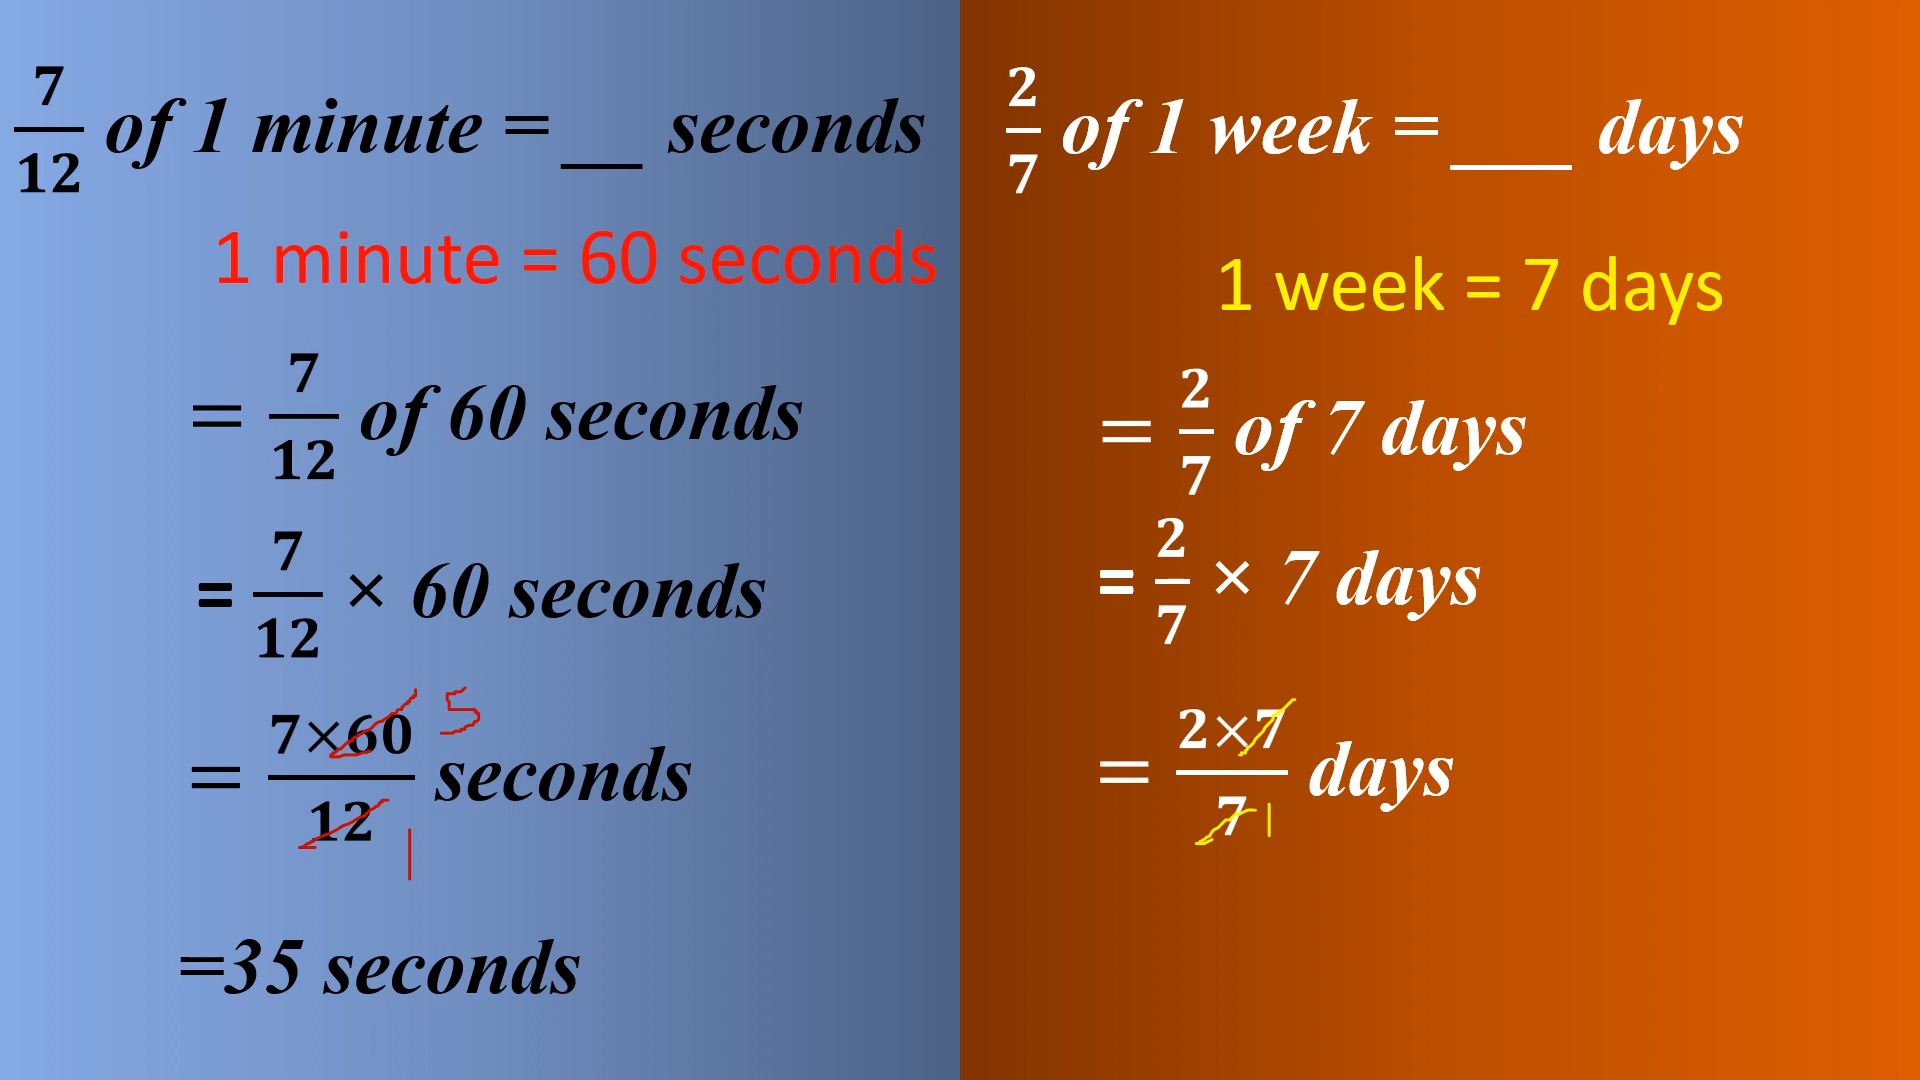 7/12 of 1 minute = __ seconds
1 minute = 60 seconds
= 7/12 of 60 seconds
= 7/12 × 60 seconds
= 7×60/12 seconds
5
1
=35 seconds
2/7 of 1 week = ___ days
1 week = 7 days
= 2/7 of 7 days
= 2/7 × 7 days
= 2×7/7 days
1